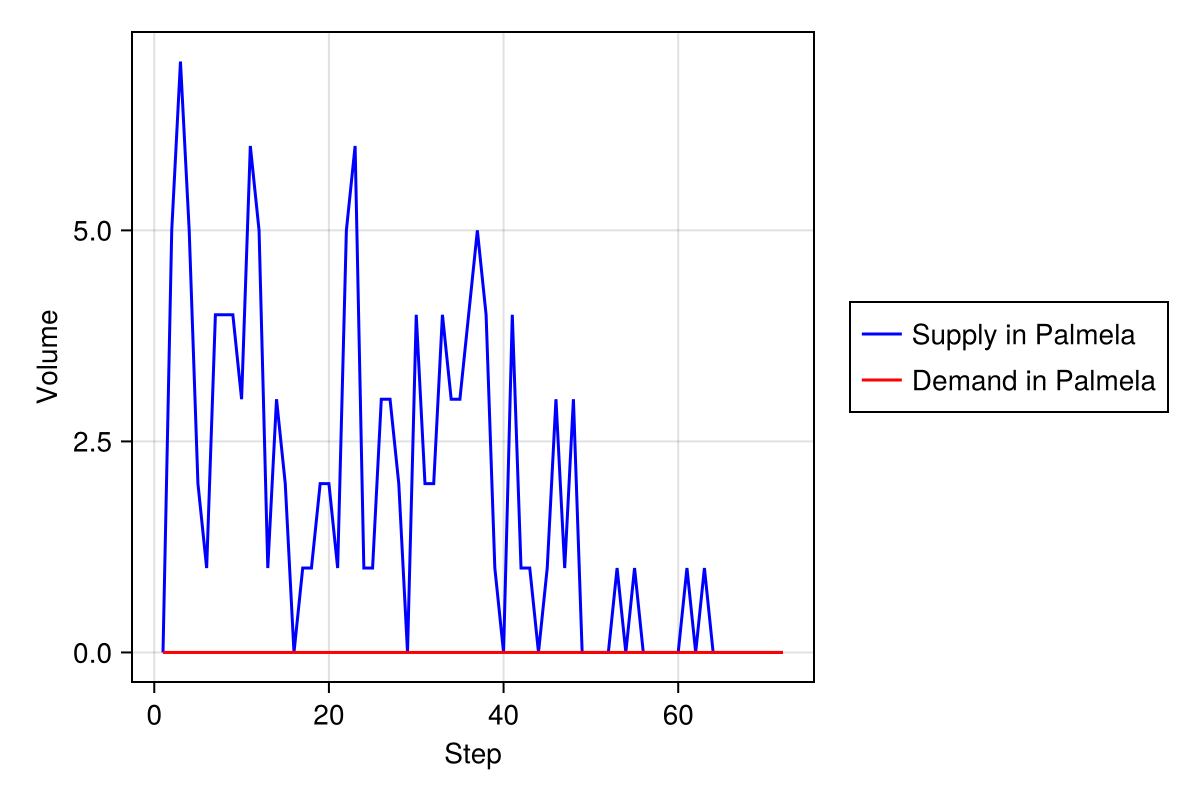 5.0
2.5
0.0
Volume
0 20 40 60
Step
Supply in Palmela
Demand in Palmela